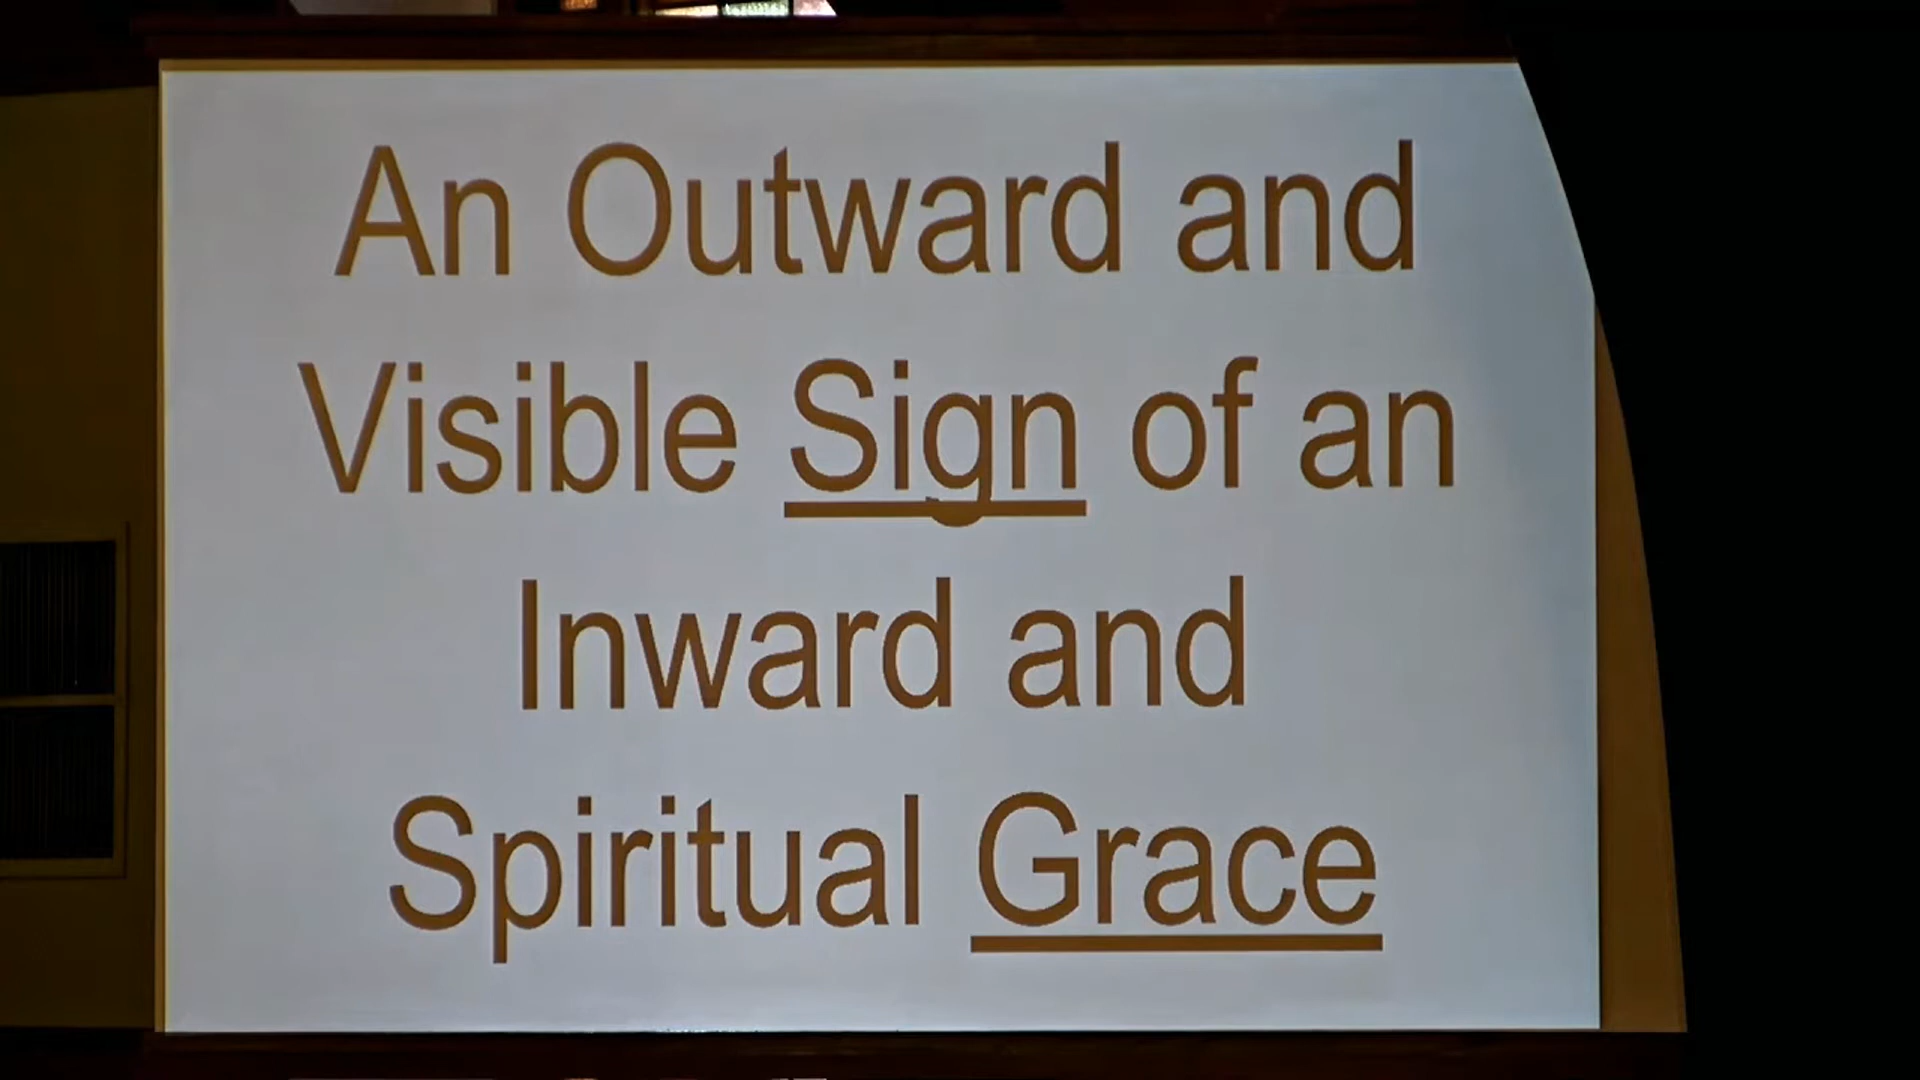 An Outward and
Visible Sign of an
Inward and
Spiritual Grace